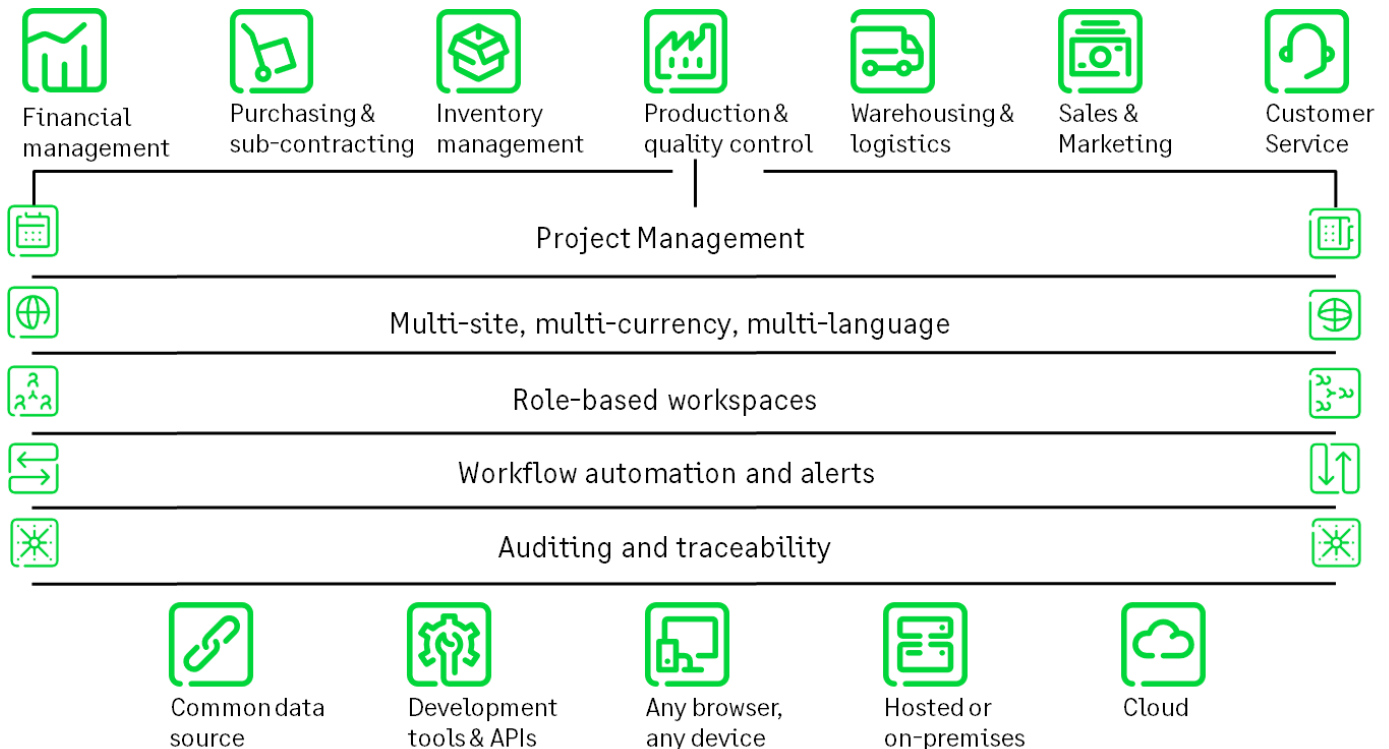 Financial
management
Purchasing &
sub-contracting
Inventory
management
Production &
quality control
Warehousing &
logistics
Sales &
Marketing
Customer
Service
Project Management
Multi-site, multi-currency, multi-language
Role-based workspaces
Workflow automation and alerts
Auditing and traceability
Common data
source
Development
tools & APIs
Any browser,
any device
Hosted or
on-premises
Cloud